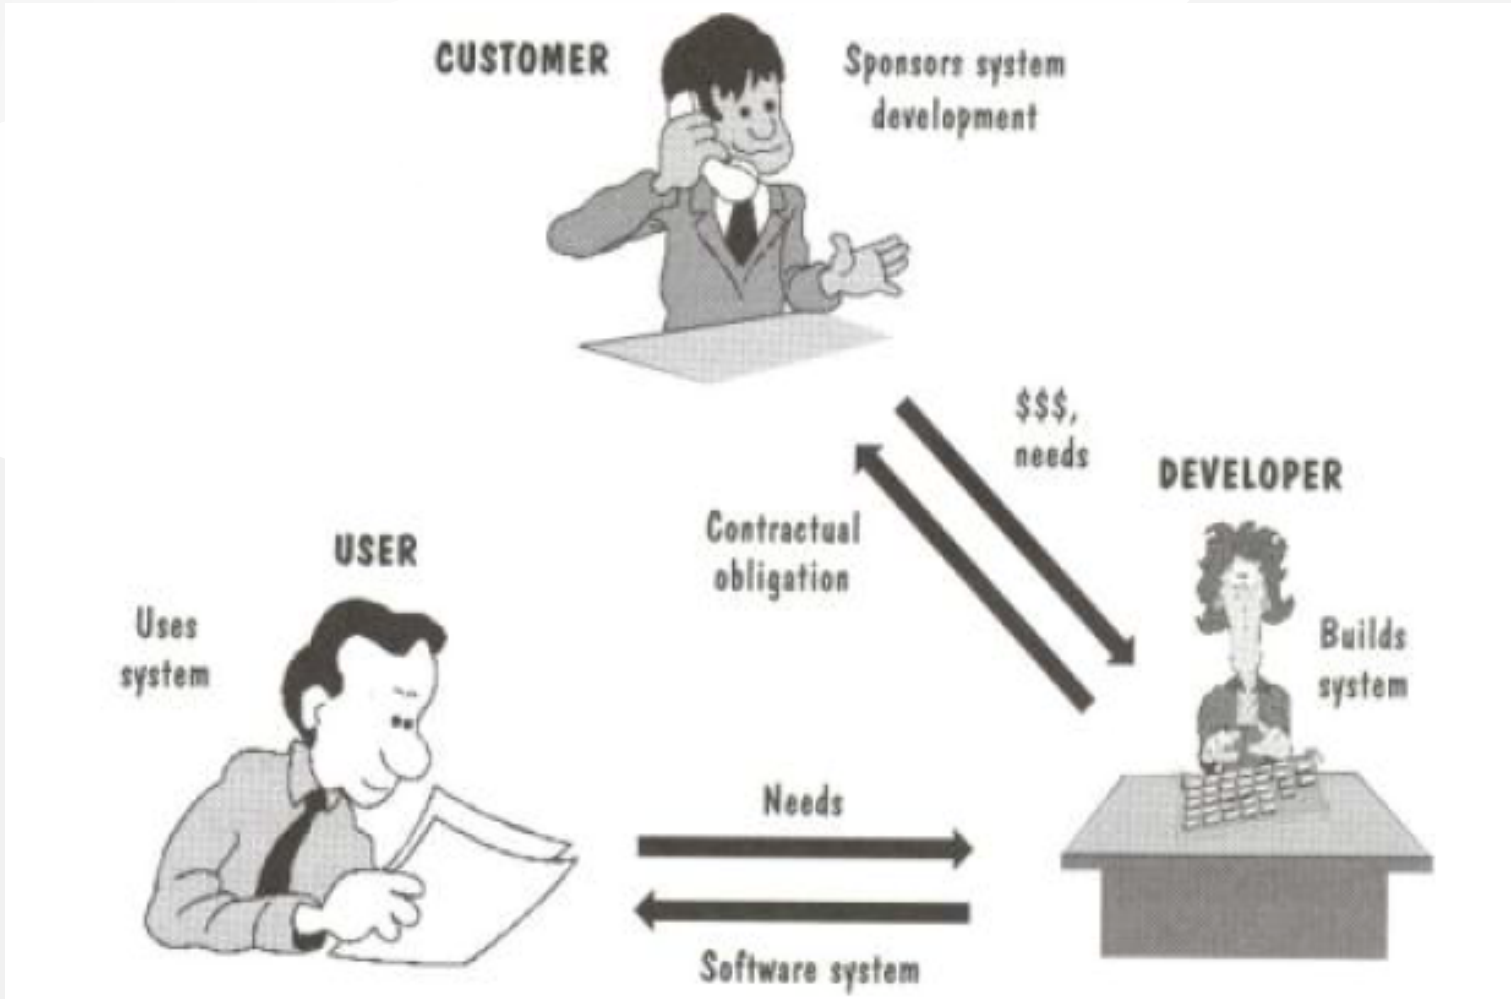 CUSTOMER
Sponsors system
development
$$$,
needs
DEVELOPER
Contractual
obligation
USER
Uses
system
Builds
system
Needs
Software system